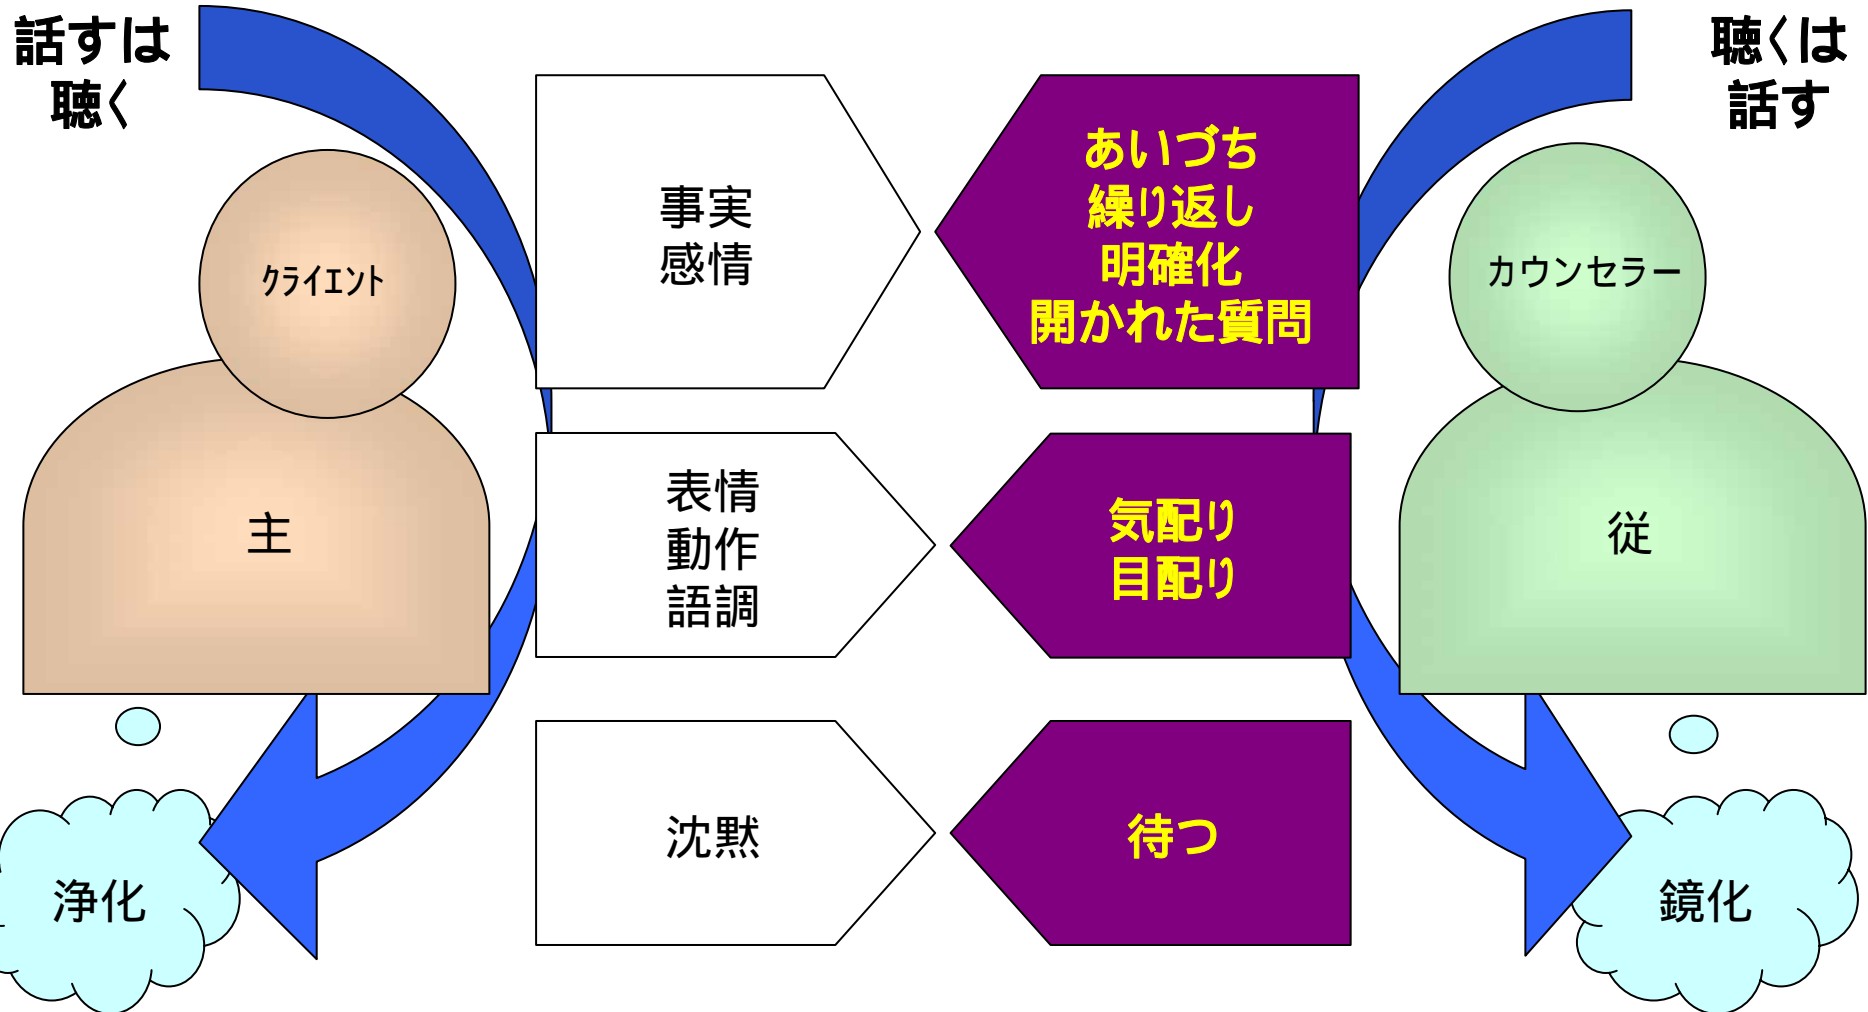 話すは
聴く
聴くは
話す
クライエント
主
事実
感情
あいづち
繰り返し
明確化
開かれた質問
カウンセラー
従
表情
動作
語調
気配り
目配り
沈黙
待つ
浄化
鏡化